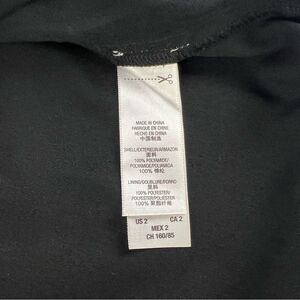 MADE IN CHINA
FABRIQUÉ EN CHINE
HECHO EN CHINA
中国制造
SHELL/EXTERIEUR/ARMAZON
面料
100% POLYAMIDE/
POLYAMIDE/POLIAMIDA
100% 锦纶
LINING/DOUBLURE/FORRO
里料
100% POLYESTER/
POLYESTER/POLIESTER
100% 聚酯纤维
US 2 CA 2
MEX 2
CH 160/85